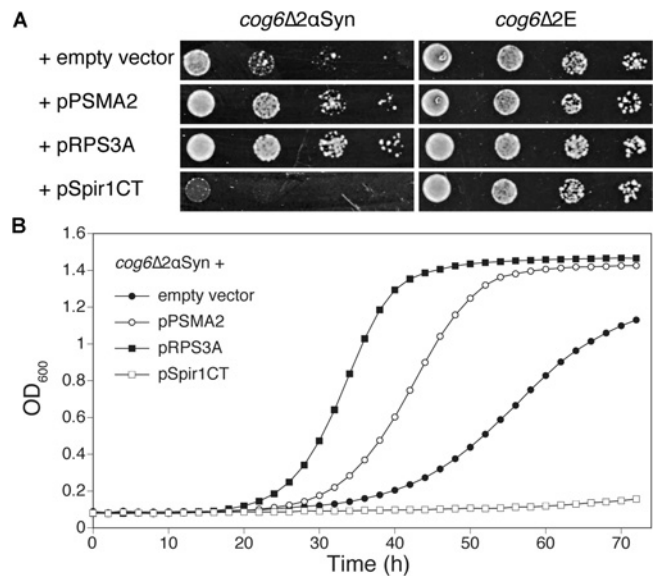 A
cog6Δ2αSyn cog6Δ2E
+ empty vector
+ pPSMA2
+ pRPS3A
+ pSpir1CT
B
cog6Δ2αSyn +
empty vector
pPSMA2
pRPS3A
pSpir1CT
OD600
1.6
1.4
1.2
1
0.8
0.6
0.4
0.2
0
0 10 20 30 40 50 60 70
Time (h)